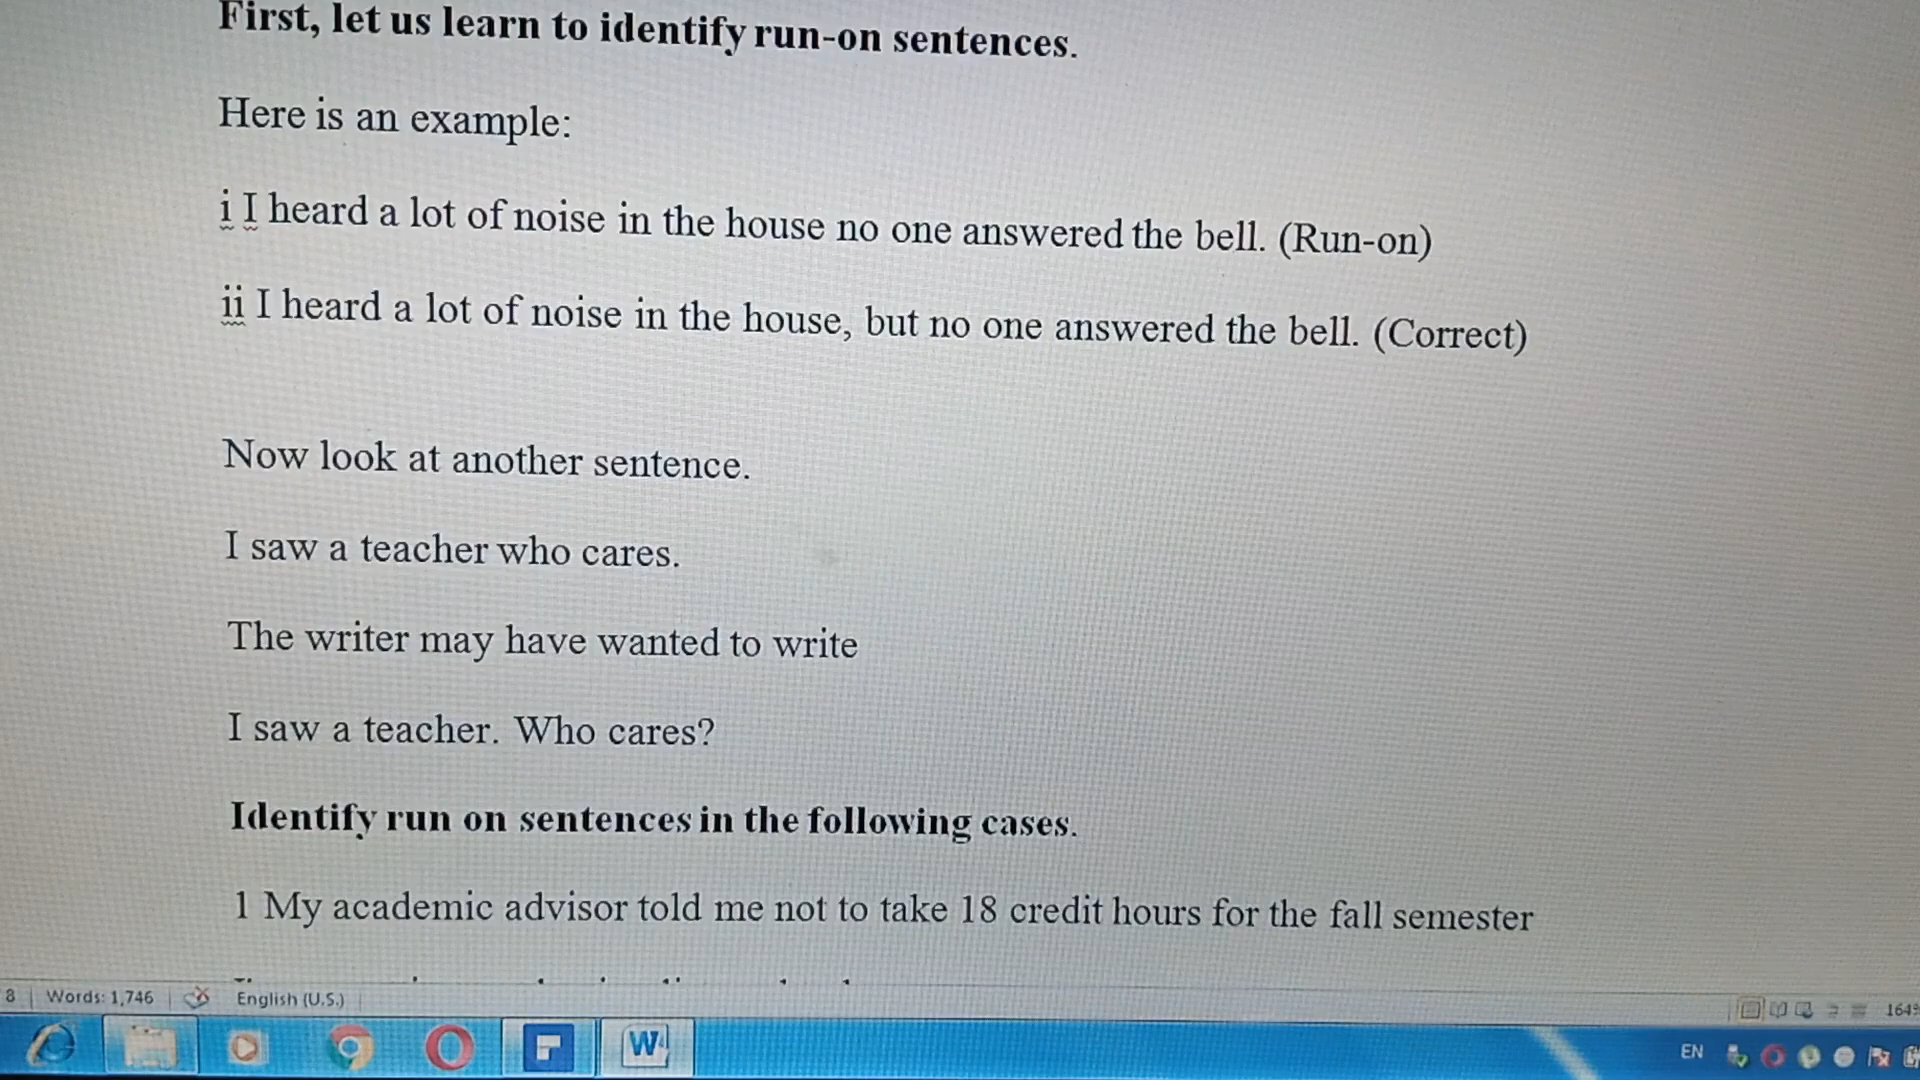 First, let us learn to identify run-on sentences.
Here is an example:
i I heard a lot of noise in the house no one answered the bell. (Run-on)
ii I heard a lot of noise in the house, but no one answered the bell. (Correct)
Now look at another sentence.
I saw a teacher who cares.
The writer may have wanted to write
I saw a teacher. Who cares?
Identify run on sentences in the following cases.
1 My academic advisor told me not to take 18 credit hours for the fall semester
8 Words: 1,746 English (U.S.) 164%
EN